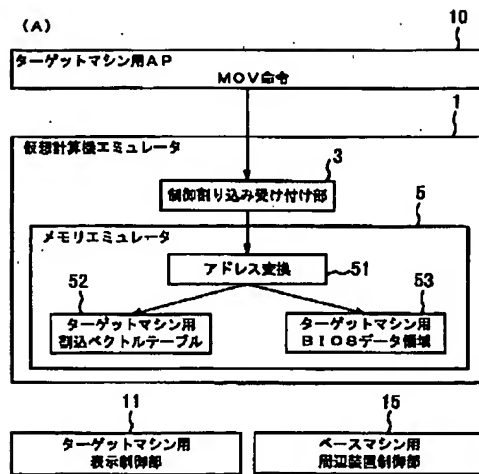 (A)
10
ターゲットマシン用AP
MOV命令
1
仮想計算機エミュレータ
3
制御割り込み受け付け部
5
メモリエミュレータ
アドレス変換
51
52
53
ターゲットマシン用
割込ベクトルテーブル
ターゲットマシン用
BIOSデータ領域
11
15
ターゲットマシン用
表示制御部
ベースマシン用
周辺装置制御部